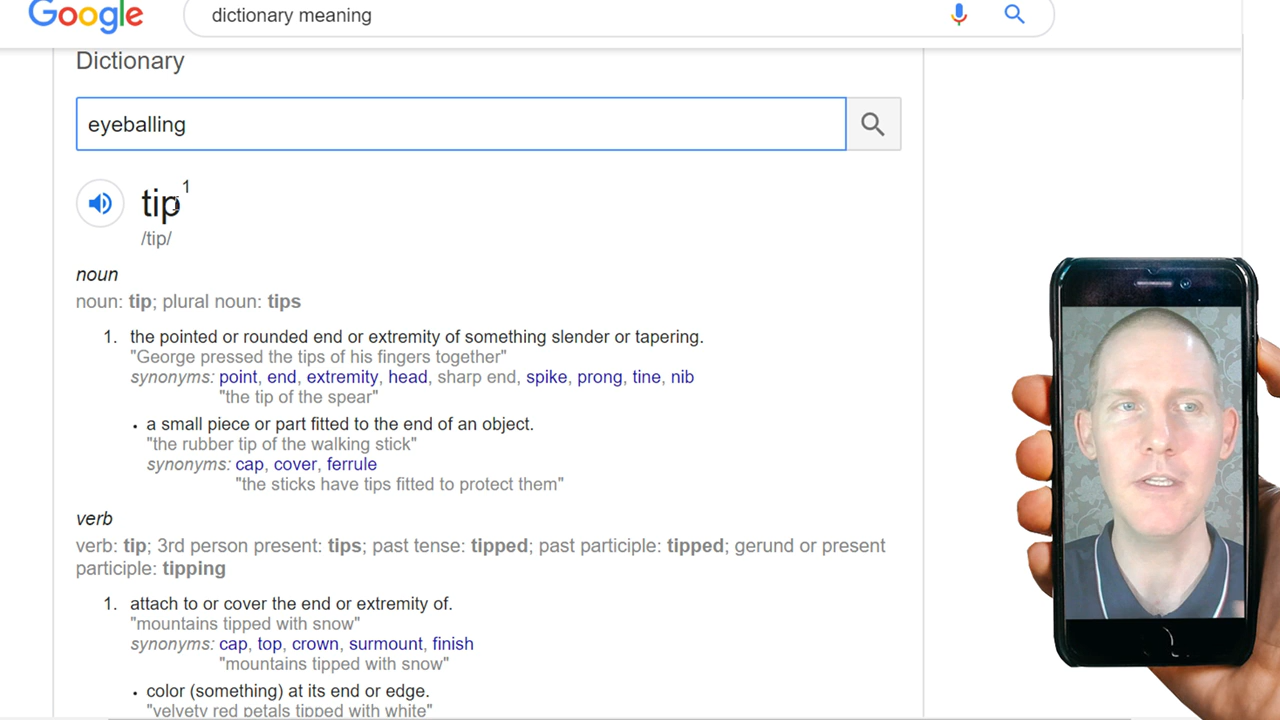 Google dictionary meaning
Dictionary
eyeballing
tip1
/tip/
noun
noun: tip; plural noun: tips
1. the pointed or rounded end or extremity of something slender or tapering.
"George pressed the tips of his fingers together"
synonyms: point, end, extremity, head, sharp end, spike, prong, tine, nib
"the tip of the spear"
• a small piece or part fitted to the end of an object.
"the rubber tip of the walking stick"
synonyms: cap, cover, ferrule
"the sticks have tips fitted to protect them"
verb
verb: tip; 3rd person present: tips; past tense: tipped; past participle: tipped; gerund or present
participle: tipping
1. attach to or cover the end or extremity of.
"mountains tipped with snow"
synonyms: cap, top, crown, surmount, finish
"mountains tipped with snow"
• color (something) at its end or edge.
"velvety red petals tipped with white"